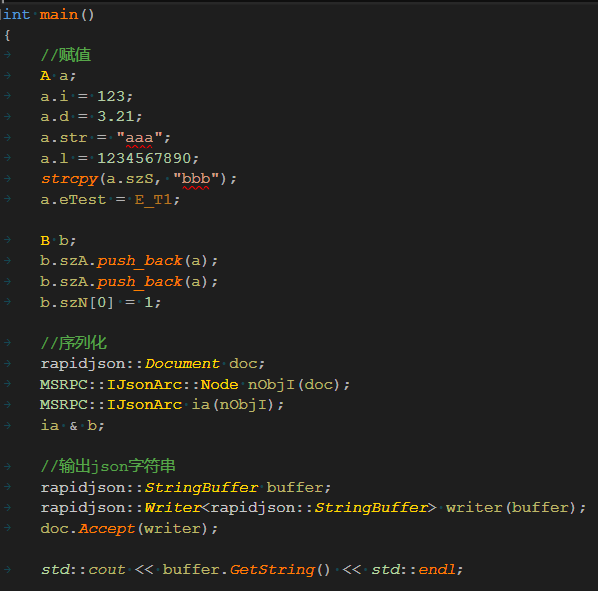 int main()
{
//赋值
A a;
a.i = 123;
a.d = 3.21;
a.str = "aaa";
a.l = 1234567890;
strcpy(a.szS, "bbb");
a.eTest = E_T1;
B b;
b.szA.push_back(a);
b.szA.push_back(a);
b.szN[0] = 1;
//序列化
rapidjson::Document doc;
MSRPC::IJsonArc::Node nObjI(doc);
MSRPC::IJsonArc ia(nObjI);
ia & b;
//输出json字符串
rapidjson::StringBuffer buffer;
rapidjson::Writer<rapidjson::StringBuffer> writer(buffer);
doc.Accept(writer);
std::cout << buffer.GetString() << std::endl;